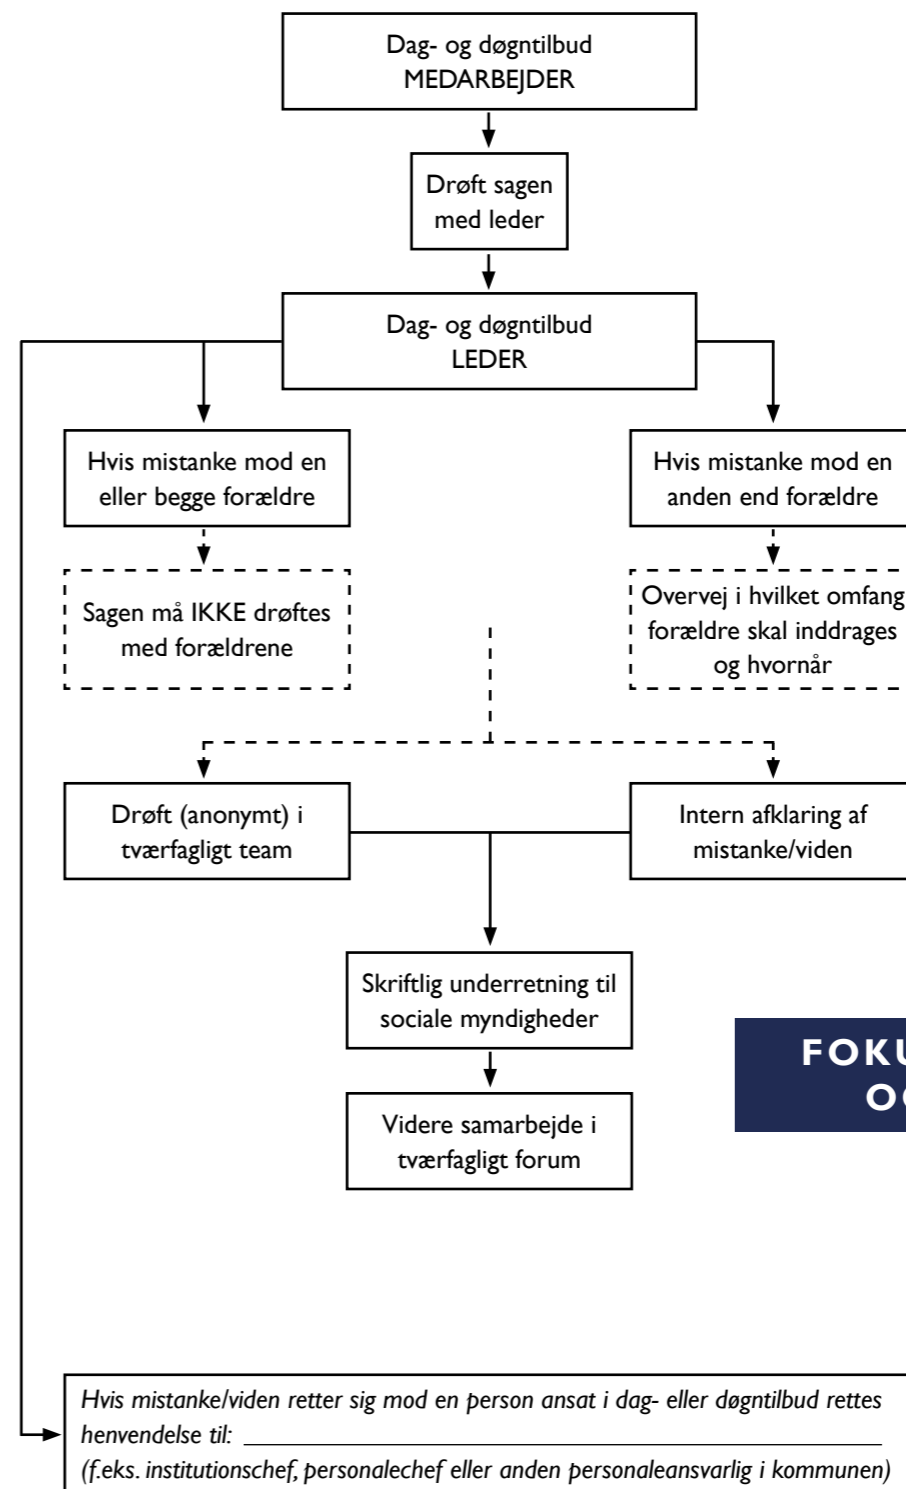 Dag- og døgntilbud
MEDARBEJDER
Drøft sagen
med leder
Dag- og døgntilbud
LEDER
Hvis mistanke mod en
eller begge forældre
Hvis mistanke mod en
anden end forældre
Sagen må IKKE drøftes
med forældrene
Overvej i hvilket omfang
forældre skal inddrages
og hvornår
Drøft (anonymt) i
tværfagligt team
Intern afklaring af
mistanke/viden
Skriftlig underretning til
sociale myndigheder
Videre samarbejde i
tværfagligt forum
Hvis mistanke/viden retter sig mod en person ansat i dag- eller døgntilbud rettes
henvendelse til:
(f.eks. institutionschef, personalechef eller anden personaleansvarlig i kommunen)